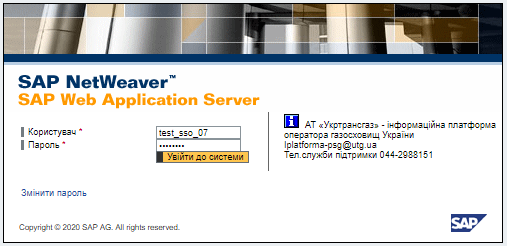 SAP NetWeaver™
SAP Web Application Server
Користувач *
test_sso_07
Пароль *
••••••••
Увійти до системи
АТ «Укртрансгаз» - інформаційна платформа
оператора газосховищ України
Iplatforma-psg@utg.ua
Тел.служби підтримки 044-2988151
Змінити пароль
Copyright © 2020 SAP AG. All rights reserved.
SAP